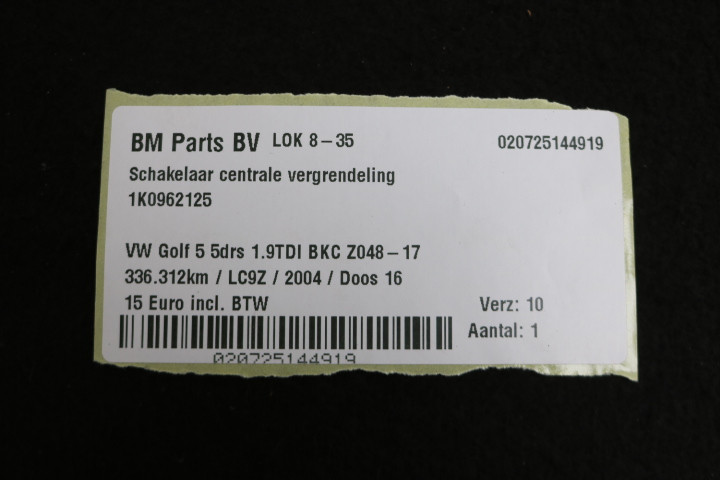 BM Parts BV LOK 8-35 020725144919
Schakelaar centrale vergrendeling
1K0962125
VW Golf 5 5drs 1.9TDI BKC Z048-17
336.312km / LC9Z / 2004 / Doos 16
15 Euro incl. BTW Verz: 10
Aantal: 1
020725144919